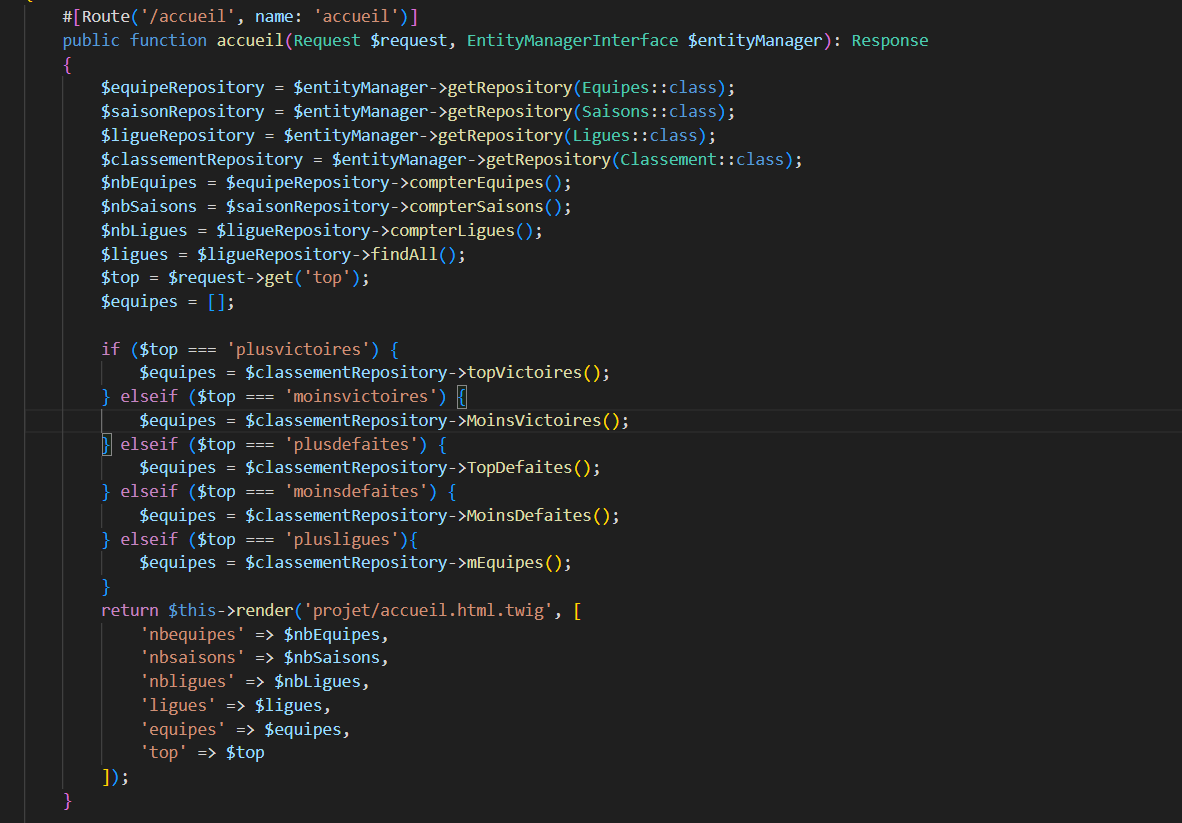 #[Route('/accueil', name: 'accueil')]
public function accueil(Request $request, EntityManagerInterface $entityManager): Response
{
$equipeRepository = $entityManager->getRepository(Equipes::class);
$saisonRepository = $entityManager->getRepository(Saisons::class);
$ligueRepository = $entityManager->getRepository(Ligues::class);
$classementRepository = $entityManager->getRepository(Classement::class);
$nbEquipes = $equipeRepository->compterEquipes();
$nbSaisons = $saisonRepository->compterSaisons();
$nbLigues = $ligueRepository->compterLigues();
$ligues = $ligueRepository->findAll();
$top = $request->get('top');
$equipes = [];
if ($top === 'plusvictoires') {
$equipes = $classementRepository->topVictoires();
} elseif ($top === 'moinsvictoires') {
$equipes = $classementRepository->MoinsVictoires();
} elseif ($top === 'plusdefaites') {
$equipes = $classementRepository->TopDefaites();
} elseif ($top === 'moinsdefaites') {
$equipes = $classementRepository->MoinsDefaites();
} elseif ($top === 'plusligues'){
$equipes = $classementRepository->mEquipes();
}
return $this->render('projet/accueil.html.twig', [
'nbequipes' => $nbEquipes,
'nbsaisons' => $nbSaisons,
'nbligues' => $nbLigues,
'ligues' => $ligues,
'equipes' => $equipes,
'top' => $top
]);
}